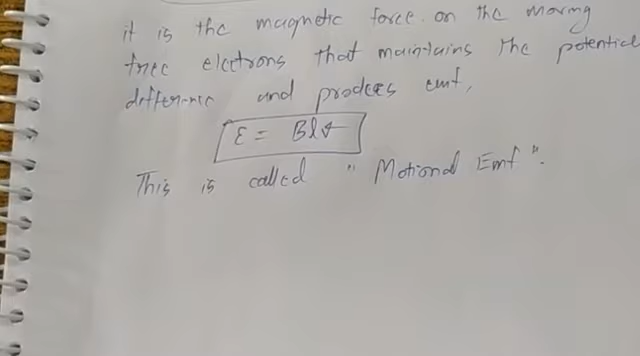 it is the magnetic force on the moving
free electrons that maintains the potential
difference and produces emf,
ε = Blv
This is called "Motional Emf".